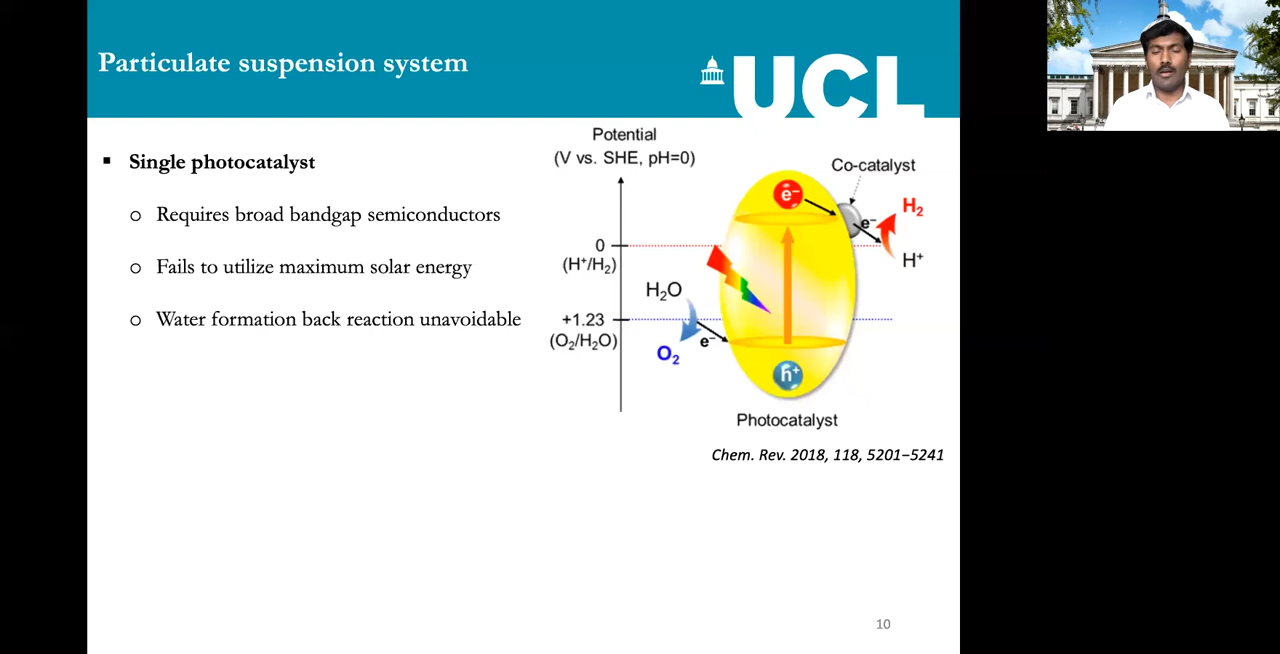 Particulate suspension system
UCL
▪ Single photocatalyst
o Requires broad bandgap semiconductors
o Fails to utilize maximum solar energy
o Water formation back reaction unavoidable
Potential
(V vs. SHE, pH=0)
Co-catalyst
e⁻
H₂
e⁻
0
(H⁺/H₂)
H⁺
H₂O
+1.23
(O₂/H₂O)
O₂
e⁻
h⁺
Photocatalyst
Chem. Rev. 2018, 118, 5201−5241
10